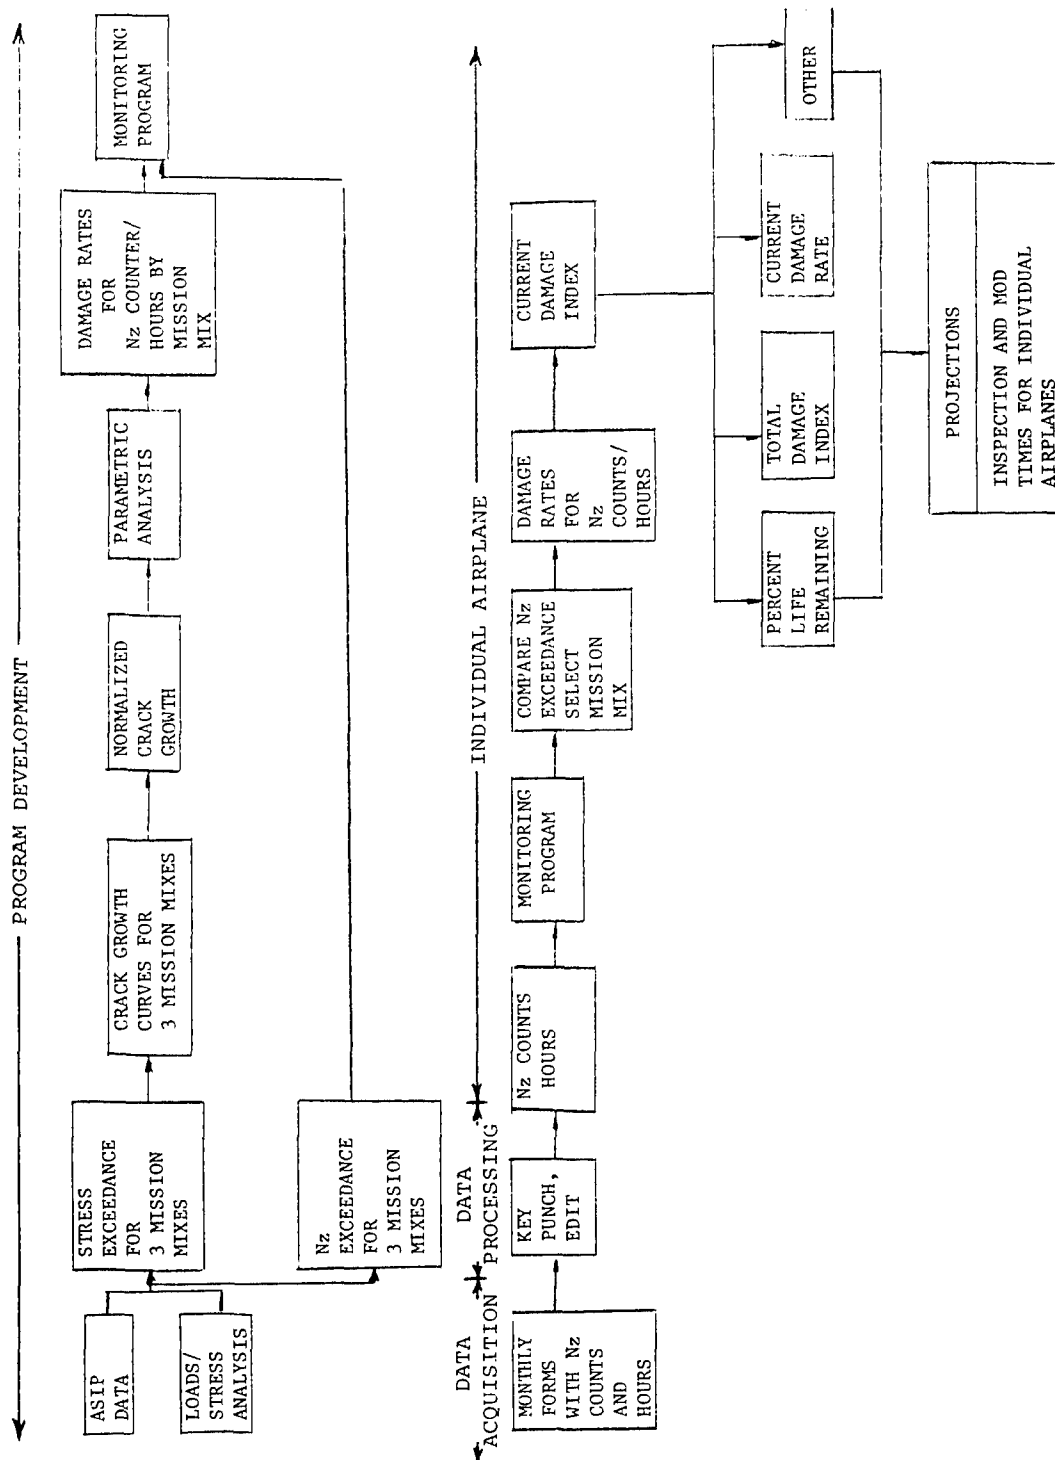 PROGRAM DEVELOPMENT
ASIP
DATA
LOADS/
STRESS
ANALYSIS
STRESS
EXCEEDANCE
FOR
3 MISSION
MIXES
CRACK GROWTH
CURVES FOR
3 MISSION MIXES
NORMALIZED
CRACK
GROWTH
PARAMETRIC
ANALYSIS
DAMAGE RATES
FOR
Nz COUNTER/
HOURS BY
MISSION
MIX
MONITORING
PROGRAM
Nz
EXCEEDANCE
FOR
3 MISSION
MIXES
DATA
ACQUISITION
DATA
PROCESSING
INDIVIDUAL AIRPLANE
MONTHLY
FORMS
WITH Nz
COUNTS
AND
HOURS
KEY
PUNCH,
EDIT
Nz COUNTS
HOURS
MONITORING
PROGRAM
COMPARE Nz
EXCEEDANCE
SELECT
MISSION
MIX
DAMAGE
RATES
FOR
Nz
COUNTS/
HOURS
CURRENT
DAMAGE
INDEX
PERCENT
LIFE
REMAINING
TOTAL
DAMAGE
INDEX
CURRENT
DAMAGE
RATE
OTHER
PROJECTIONS
INSPECTION AND MOD
TIMES FOR INDIVIDUAL
AIRPLANES